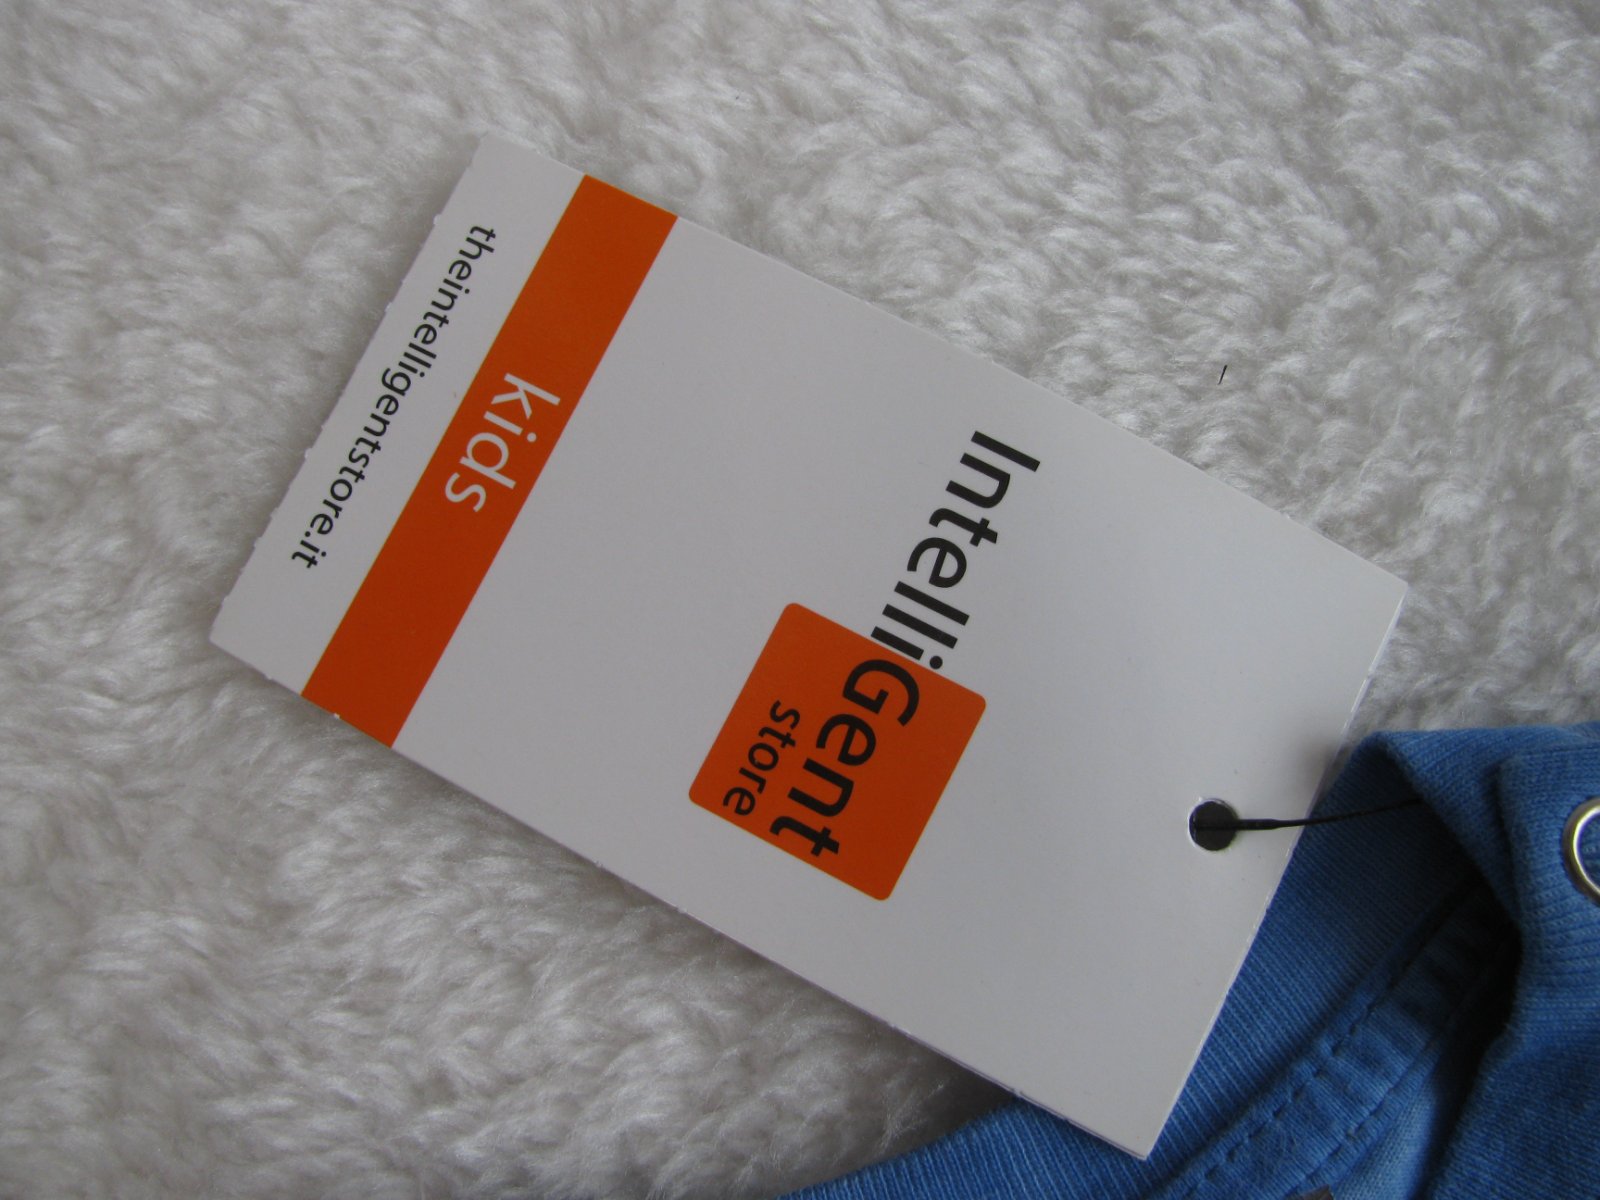 IntelliGent
store
kids
theintelligentstore.it